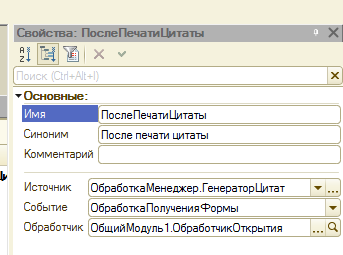 Свойства: ПослеПечатиЦитаты
Поиск (Ctrl+Alt+I)
Основные:
Имя ПослеПечатиЦитаты
Синоним После печати цитаты
Комментарий
Источник ОбработкаМенеджер.ГенераторЦитат
Событие ОбработкаПолученияФормы
Обработчик ОбщийМодуль1.ОбработчикОткрытия